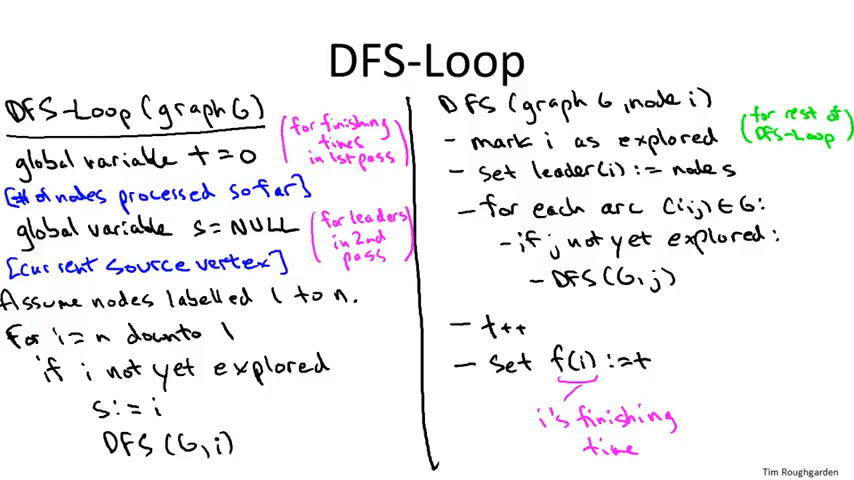 DFS-Loop
DFS-Loop (graph G)
global variable t=0
(for finishing
times
in 1st pass)
[# of nodes processed so far]
global variable s=NULL
(for leaders
in 2nd
pass)
[current source vertex]
Assume nodes labelled 1 to n.
For i=n downto 1
if i not yet explored
s:=i
DFS(G,i)
DFS (graph G, node i)
- mark i as explored
(for rest of
DFS-Loop)
- set leader(i) := node s
- for each arc (i,j) ∈ G:
- if j not yet explored:
- DFS(G,j)
- t++
- set f(i) := t
i's finishing
time
Tim Roughgarden